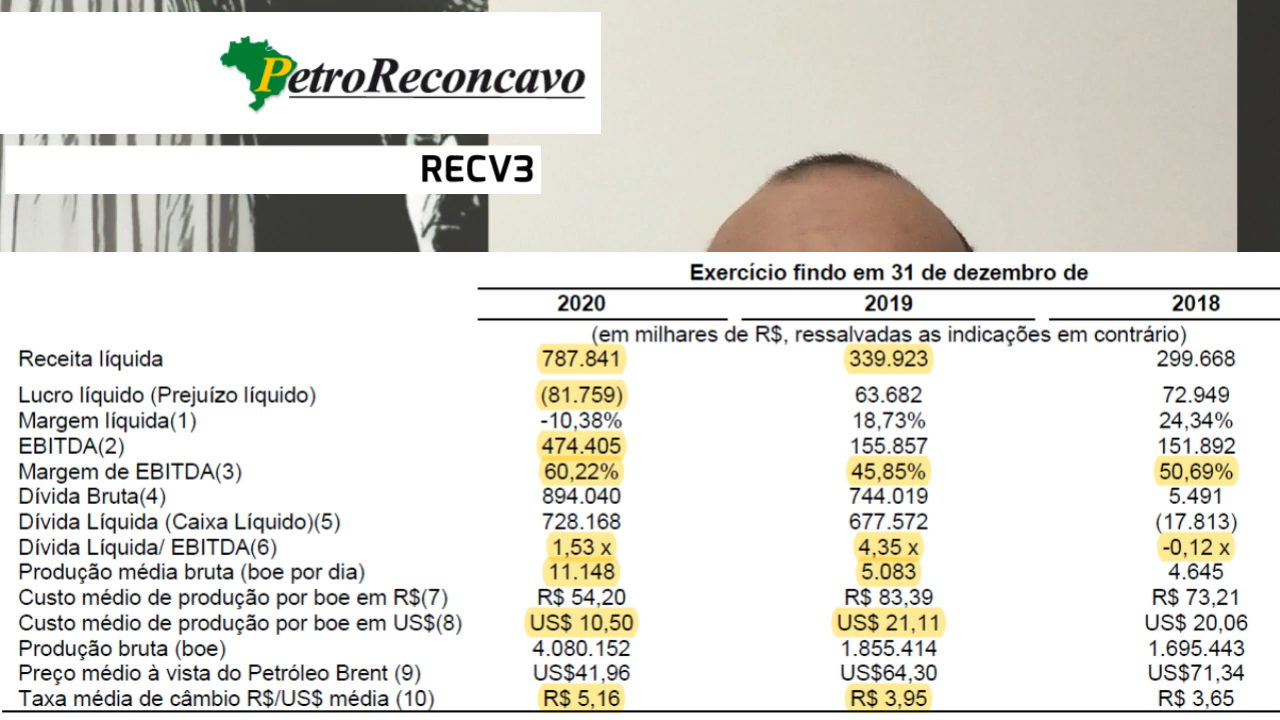 PetroReconcavo
RECV3
Exercício findo em 31 de dezembro de
2020 2019 2018
(em milhares de R$, ressalvadas as indicações em contrário)
Receita líquida 787.841 339.923 299.668
Lucro líquido (Prejuízo líquido) (81.759) 63.682 72.949
Margem líquida(1) -10,38% 18,73% 24,34%
EBITDA(2) 474.405 155.857 151.892
Margem de EBITDA(3) 60,22% 45,85% 50,69%
Dívida Bruta(4) 894.040 744.019 5.491
Dívida Líquida (Caixa Líquido)(5) 728.168 677.572 (17.813)
Dívida Líquida/ EBITDA(6) 1,53 x 4,35 x -0,12 x
Produção média bruta (boe por dia) 11.148 5.083 4.645
Custo médio de produção por boe em R$(7) R$ 54,20 R$ 83,39 R$ 73,21
Custo médio de produção por boe em US$(8) US$ 10,50 US$ 21,11 US$ 20,06
Produção bruta (boe) 4.080.152 1.855.414 1.695.443
Preço médio à vista do Petróleo Brent (9) US$41,96 US$64,30 US$71,34
Taxa média de câmbio R$/US$ média (10) R$ 5,16 R$ 3,95 R$ 3,65